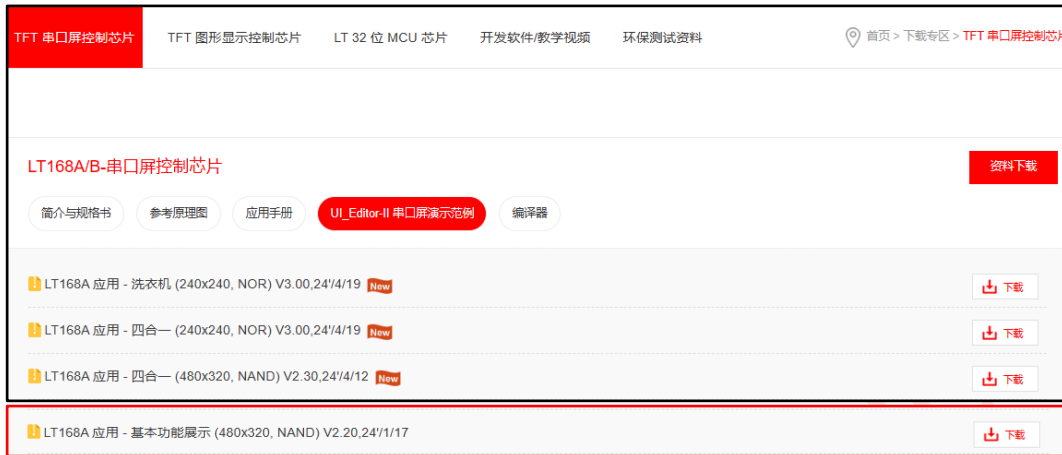 TFT 串口屏控制芯片 TFT 图形显示控制芯片 LT 32 位 MCU 芯片 开发软件/教学视频 环保测试资料 首页 > 下载专区 > TFT 串口屏控制芯片
LT168A/B-串口屏控制芯片 资料下载
简介与规格书 参考原理图 应用手册 UI_Editor-II 串口屏演示范例 编译器
LT168A 应用 - 洗衣机 (240x240, NOR) V3.00,24'/4/19 New 下载
LT168A 应用 - 四合一 (240x240, NOR) V3.00,24'/4/19 New 下载
LT168A 应用 - 四合一 (480x320, NAND) V2.30,24'/4/12 New 下载
LT168A 应用 - 基本功能展示 (480x320, NAND) V2.20,24'/1/17 下载